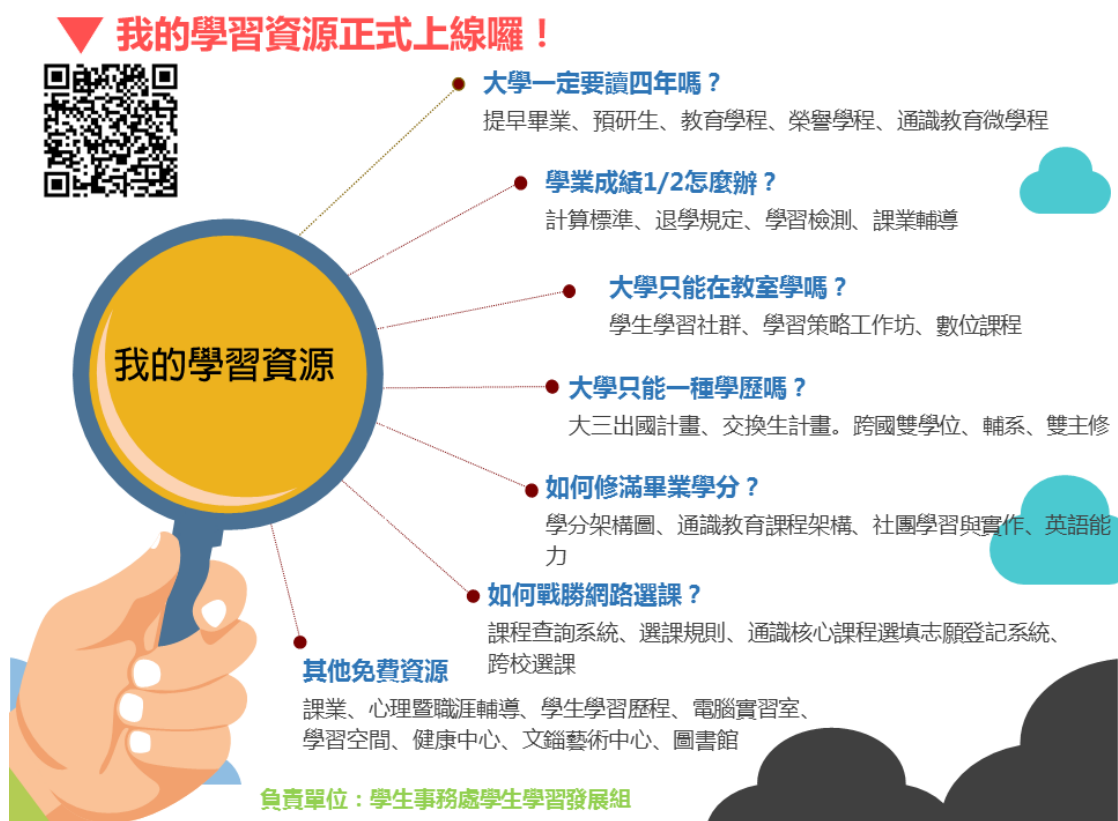 我的學習資源正式上線囉！
大學一定要讀四年嗎？
提早畢業、預研生、教育學程、榮譽學程、通識教育微學程
學業成績1/2怎麼辦？
計算標準、退學規定、學習檢測、課業輔導
大學只能在教室學嗎？
學生學習社群、學習策略工作坊、數位課程
我的學習資源
大學只能一種學歷嗎？
大三出國計畫、交換生計畫。跨國雙學位、輔系、雙主修
如何修滿畢業學分？
學分架構圖、通識教育課程架構、社團學習與實作、英語能
力
如何戰勝網路選課？
課程查詢系統、選課規則、通識核心課程選填志願登記系統、
跨校選課
其他免費資源
課業、心理暨職涯輔導、學生學習歷程、電腦實習室、
學習空間、健康中心、文錙藝術中心、圖書館
負責單位：學生事務處學生學習發展組